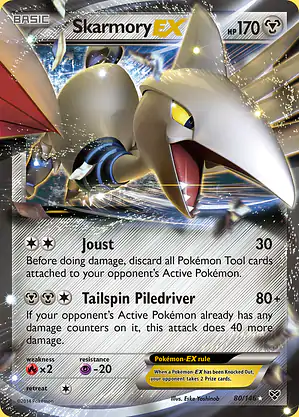 BASIC
Skarmory EX HP170
Joust 30
Before doing damage, discard all Pokémon Tool cards
attached to your opponent's Active Pokémon.
Tailspin Piledriver 80+
If your opponent's Active Pokémon already has any
damage counters on it, this attack does 40 more
damage.
weakness resistance
×2 -20
retreat
Pokémon-EX rule
When a Pokémon-EX has been Knocked Out,
your opponent takes 2 Prize cards.
Illus. Eske Yoshinob
©2014 Pokémon
80/146